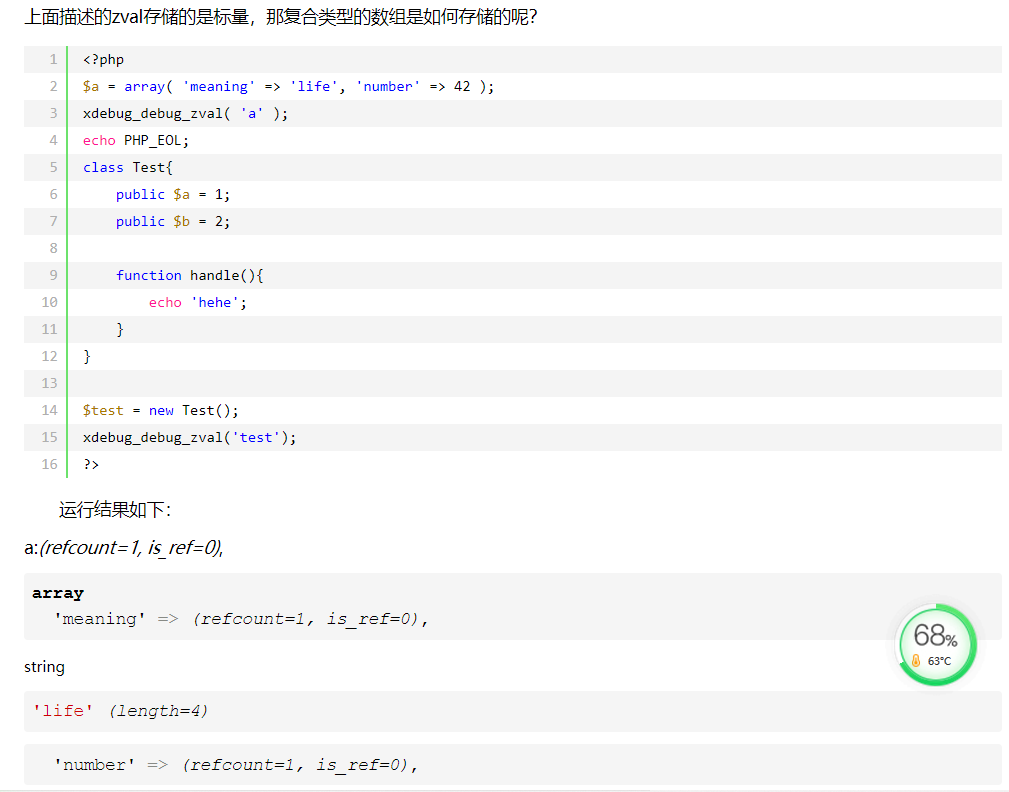 上面描述的zval存储的是标量，那复合类型的数组是如何存储的呢？
1 <?php
2 $a = array( 'meaning' => 'life', 'number' => 42 );
3 xdebug_debug_zval( 'a' );
4 echo PHP_EOL;
5 class Test{
6     public $a = 1;
7     public $b = 2;
8
9     function handle(){
10         echo 'hehe';
11     }
12 }
13
14 $test = new Test();
15 xdebug_debug_zval('test');
16 ?>
运行结果如下：
a:(refcount=1, is_ref=0),
array
  'meaning' => (refcount=1, is_ref=0),
68%
63°C
string
'life' (length=4)
  'number' => (refcount=1, is_ref=0),